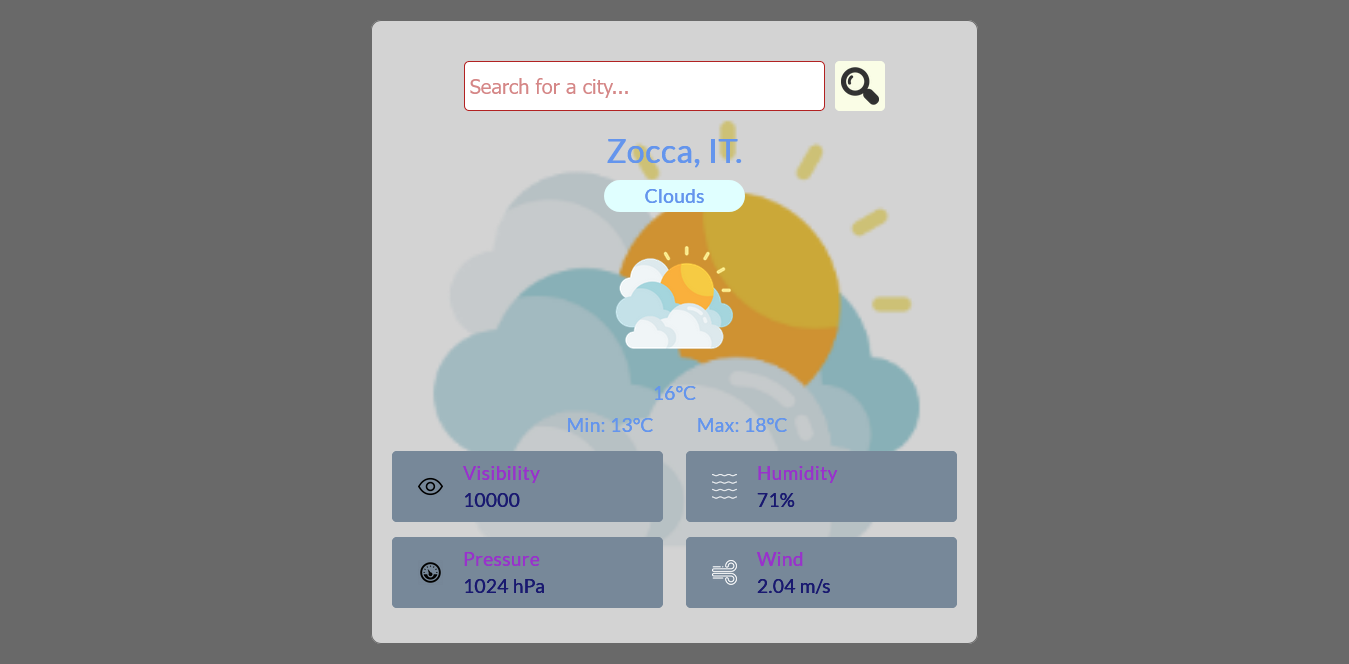 Search for a city...
Zocca, IT.
Clouds
16°C
Min: 13°C Max: 18°C
Visibility
10000
Humidity
71%
Pressure
1024 hPa
Wind
2.04 m/s